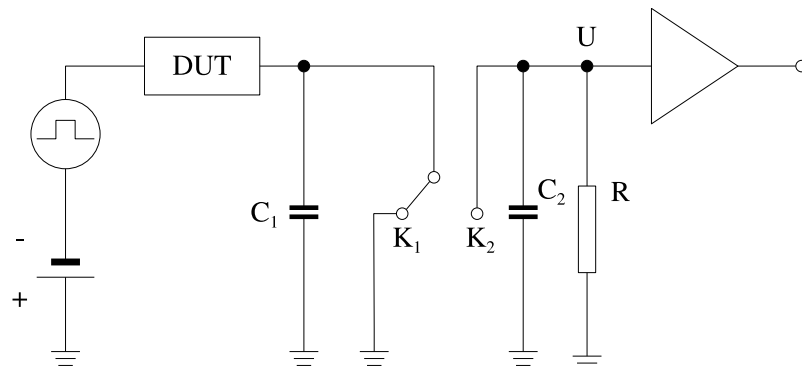 U
DUT
C₁
K₁
K₂
C₂
R
-
+